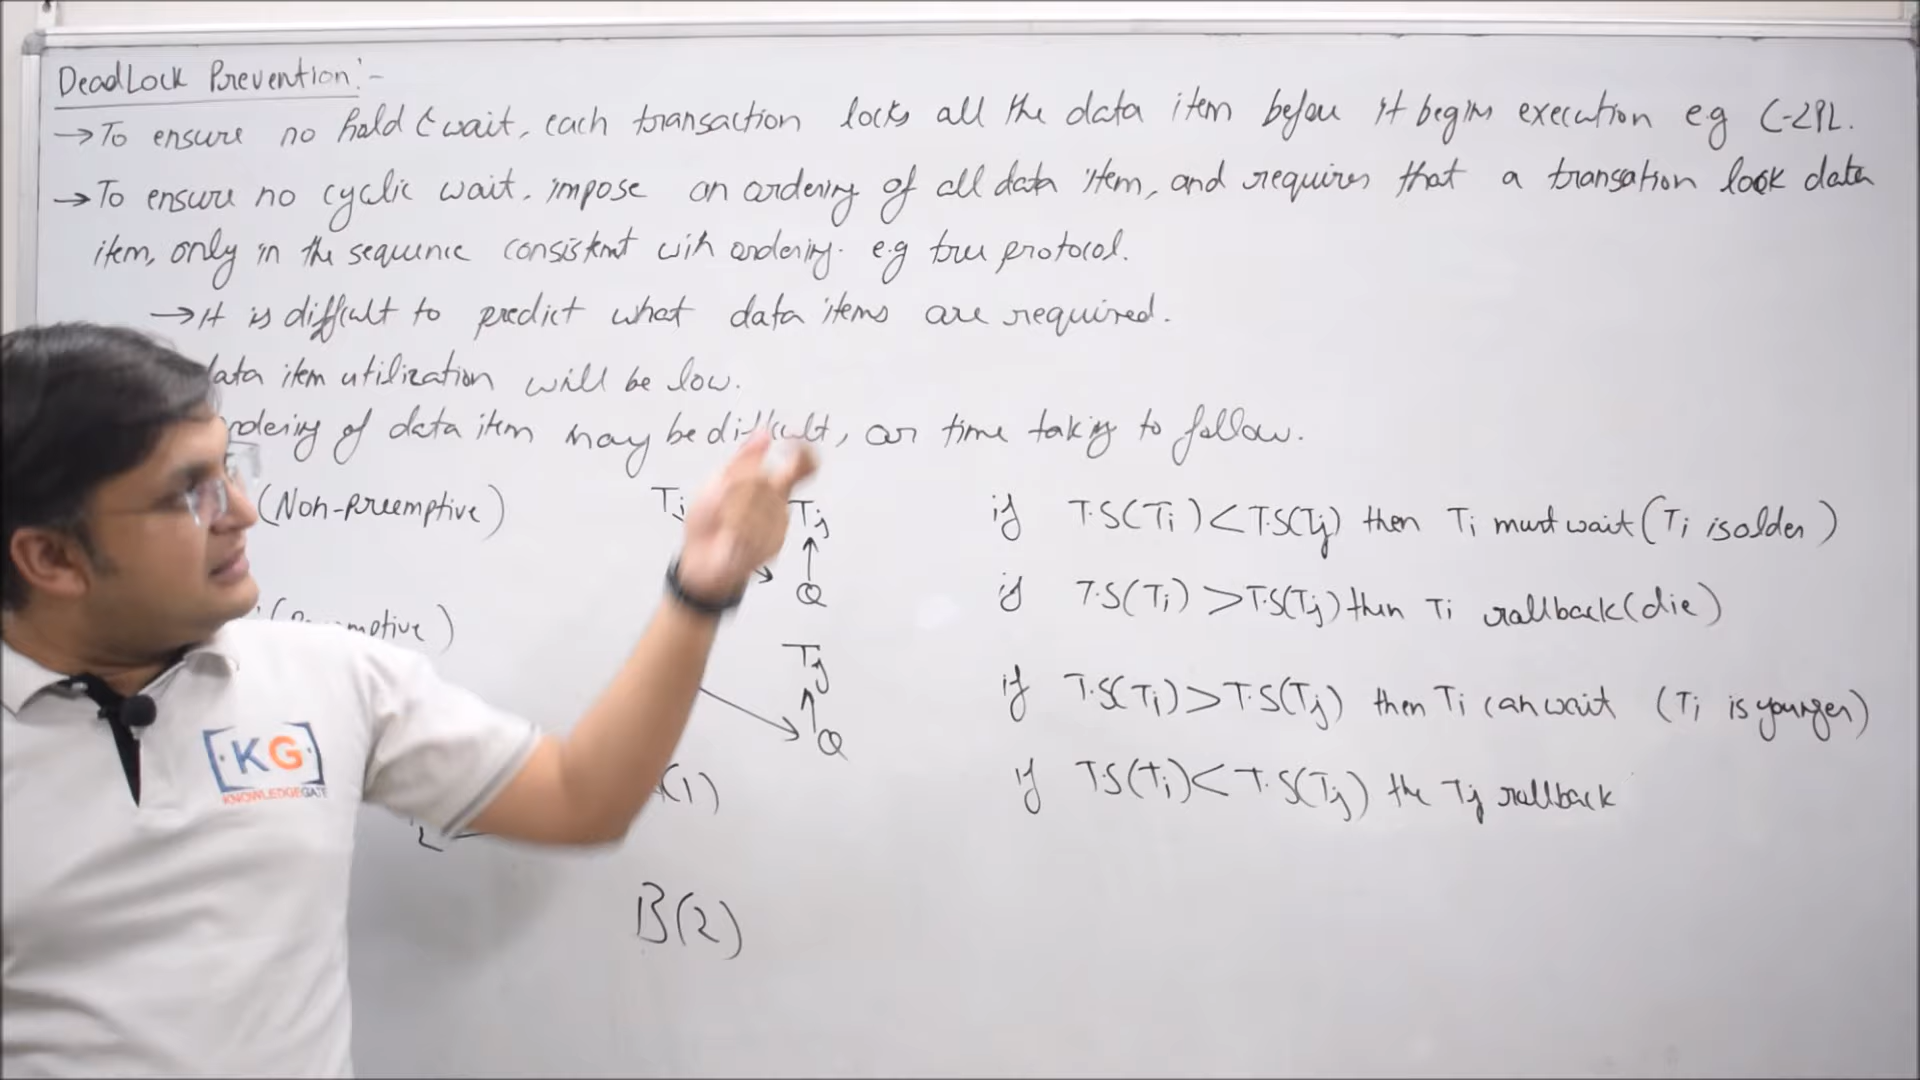 DeadLock Prevention:-
→To ensure no hold & wait, each transaction locks all the data item before it begins execution e.g C-2PL.
→To ensure no cyclic wait, impose an ordering of all data item, and requires that a transation lock data
item, only in the sequence consistent with ordering. e.g tree protocol.
→It is difficult to predict what data items are required.
data item utilization will be low.
ordering of data item may be difficult, or time taking to follow.
(Non-preemptive)
Ti
Tj
Q
if T.S(Ti) < T.S(Tj) then Ti must wait (Ti is older)
if T.S(Ti) > T.S(Tj) then Ti rollback (die)
Tj
Q
if T.S(Ti) > T.S(Tj) then Ti can wait (Ti is younger)
if T.S(Ti) < T.S(Tj) the Tj rollback
(1)
B(2)
KG
KNOWLEDGEGATE